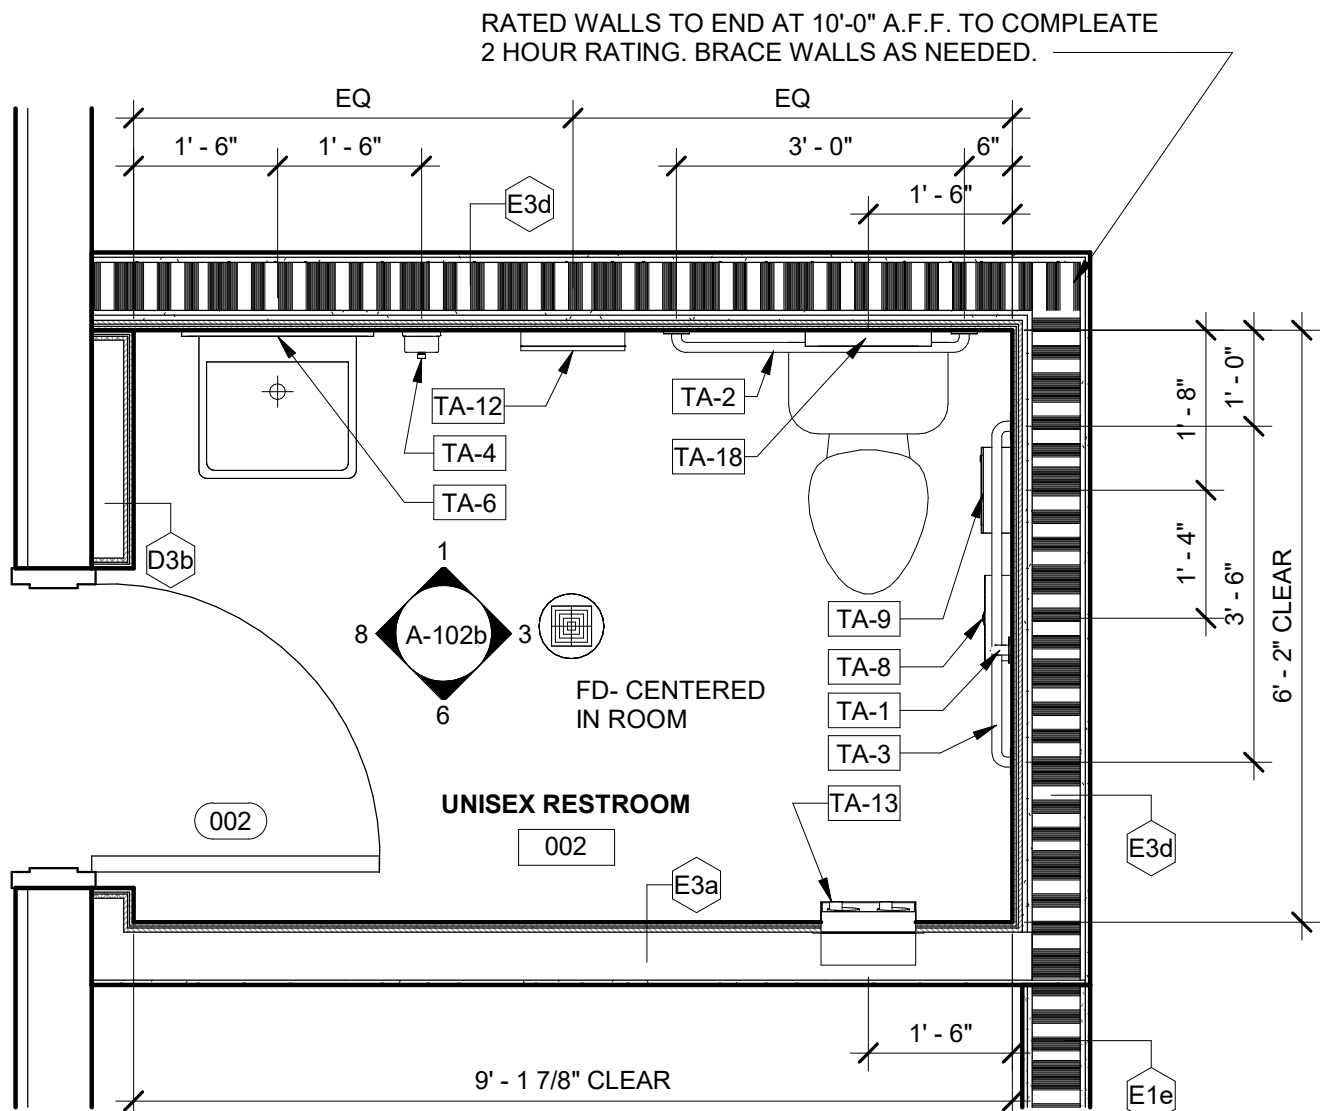 RATED WALLS TO END AT 10'-0" A.F.F. TO COMPLEATE
2 HOUR RATING. BRACE WALLS AS NEEDED.
EQ
EQ
1' - 6"
1' - 6"
3' - 0"
6"
1' - 6"
E3d
TA-12
TA-4
TA-6
TA-2
TA-18
D3b
1' - 8"
1' - 0"
1' - 4"
3' - 6"
6' - 2" CLEAR
1
8
A-102b
3
6
FD- CENTERED
IN ROOM
TA-9
TA-8
TA-1
TA-3
TA-13
UNISEX RESTROOM
002
002
E3a
E3d
1' - 6"
9' - 1 7/8" CLEAR
E1e